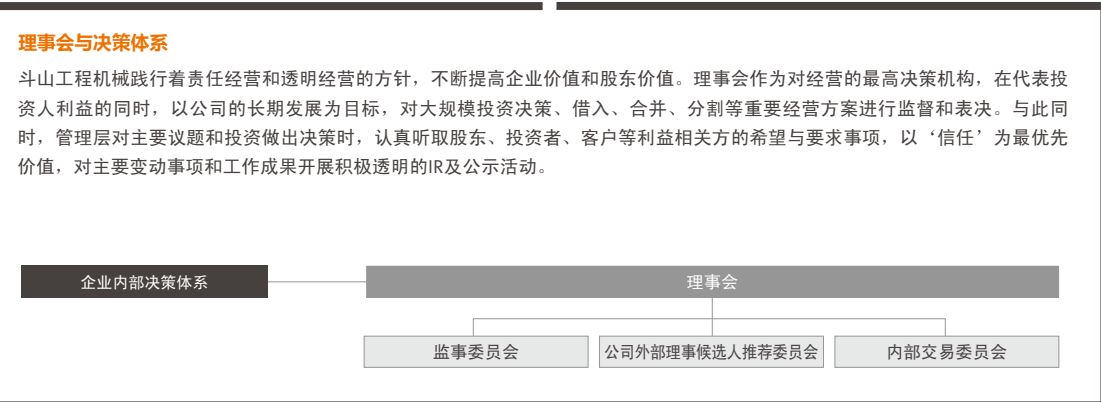 理事会与决策体系
斗山工程机械践行着责任经营和透明经营的方针，不断提高企业价值和股东价值。理事会作为对经营的最高决策机构，在代表投
资人利益的同时，以公司的长期发展为目标，对大规模投资决策、借入、合并、分割等重要经营方案进行监督和表决。与此同
时，管理层对主要议题和投资做出决策时，认真听取股东、投资者、客户等利益相关方的希望与要求事项，以‘信任’为最优先
价值，对主要变动事项和工作成果开展积极透明的IR及公示活动。
企业内部决策体系
理事会
监事委员会
公司外部理事候选人推荐委员会
内部交易委员会